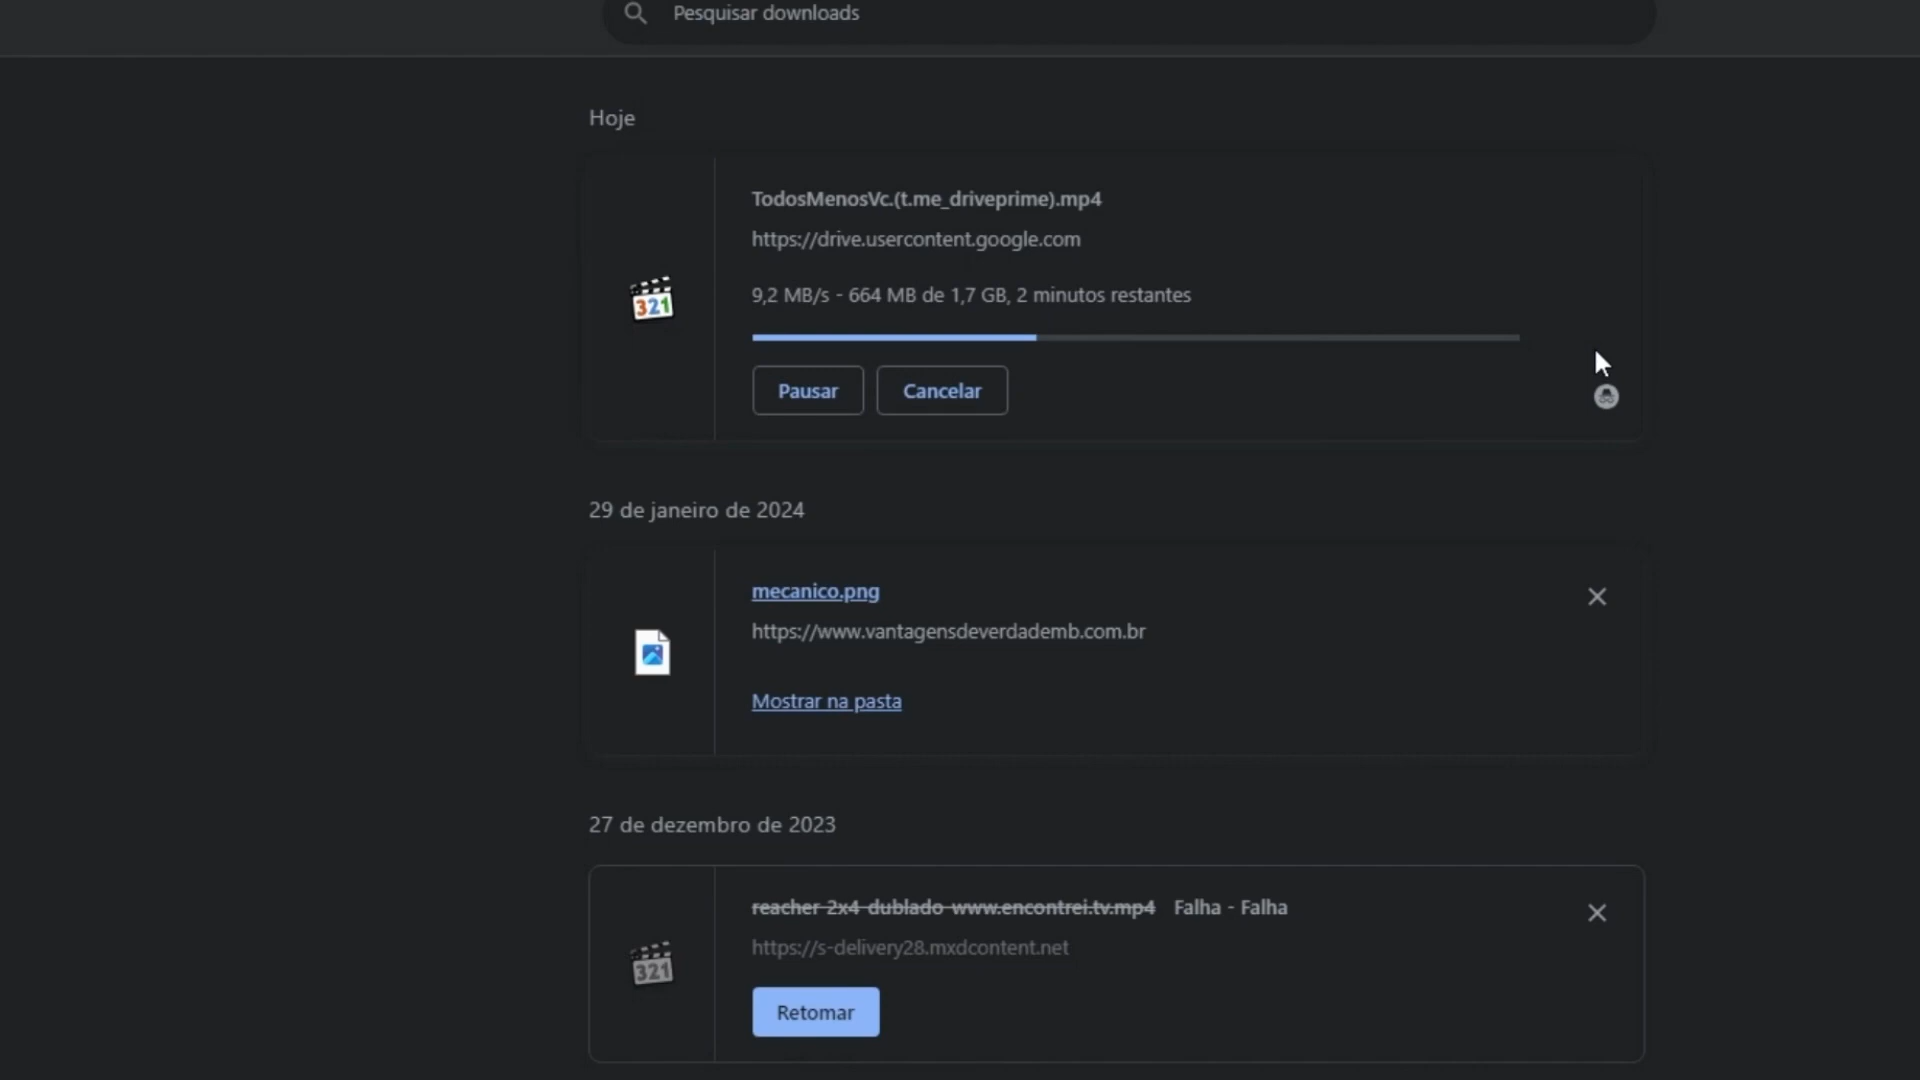 Pesquisar downloads
Hoje
TodosMenosVc.(t.me_driveprime).mp4
https://drive.usercontent.google.com
321
9,2 MB/s - 664 MB de 1,7 GB, 2 minutos restantes
Pausar Cancelar
29 de janeiro de 2024
mecanico.png
https://www.vantagensdeverdademb.com.br
Mostrar na pasta
27 de dezembro de 2023
reacher-2x4-dublado-www.encontrei.tv.mp4 Falha - Falha
https://s-delivery28.mxdcontent.net
321
Retomar